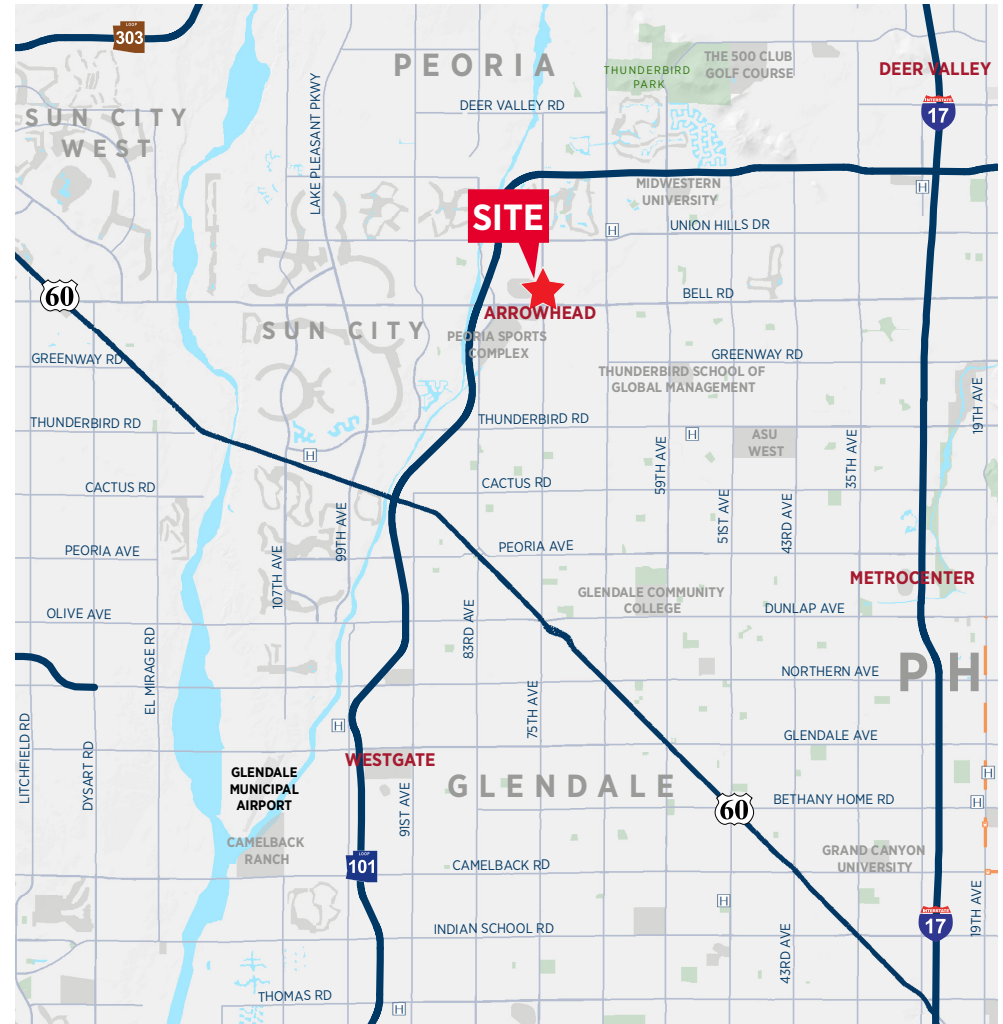 LOOP
303
PEORIA
THUNDERBIRD
PARK
THE 500 CLUB
GOLF COURSE
DEER VALLEY
INTERSTATE
17
SUN CITY
WEST
LAKE PLEASANT PKWY
DEER VALLEY RD
MIDWESTERN
UNIVERSITY
H
SITE
H
UNION HILLS DR
60
BELL RD
ARROWHEAD
SUN CITY
PEORIA SPORTS
COMPLEX
GREENWAY RD
GREENWAY RD
THUNDERBIRD SCHOOL OF
GLOBAL MANAGEMENT
19TH AVE
THUNDERBIRD RD
THUNDERBIRD RD
H
ASU
WEST
35TH AVE
59TH AVE
H
CACTUS RD
CACTUS RD
51ST AVE
43RD AVE
99TH AVE
PEORIA AVE
PEORIA AVE
107TH AVE
METROCENTER
GLENDALE COMMUNITY
COLLEGE
OLIVE AVE
DUNLAP AVE
83RD AVE
EL MIRAGE RD
NORTHERN AVE
PH
75TH AVE
H
GLENDALE AVE
LITCHFIELD RD
DYSART RD
WESTGATE
GLENDALE
MUNICIPAL
AIRPORT
GLENDALE
H
91ST AVE
60
BETHANY HOME RD
H
CAMELBACK
RANCH
LOOP
101
CAMELBACK RD
GRAND CANYON
UNIVERSITY
H
19TH AVE
INTERSTATE
17
INDIAN SCHOOL RD
43RD AVE
THOMAS RD
H